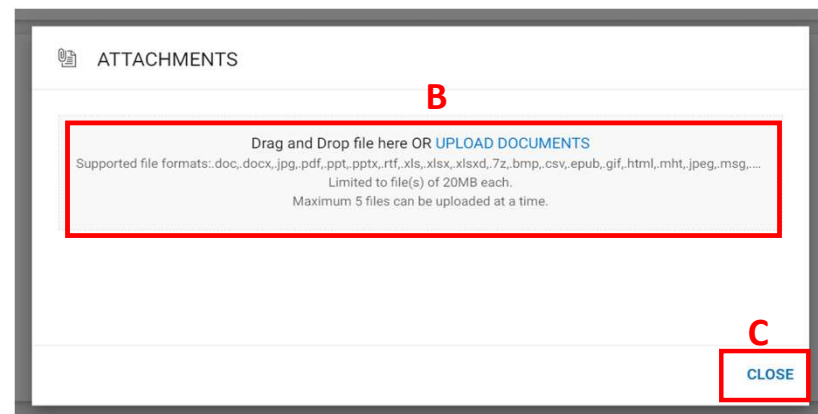 ATTACHMENTS
B
Drag and Drop file here OR UPLOAD DOCUMENTS
Supported file formats:.doc,.docx,.jpg,.pdf,.ppt,.pptx,.rtf,.xls,.xlsx,.xlsxd,.7z,.bmp,.csv,.epub,.gif,.html,.mht,.jpeg,.msg,....
Limited to file(s) of 20MB each.
Maximum 5 files can be uploaded at a time.
C
CLOSE